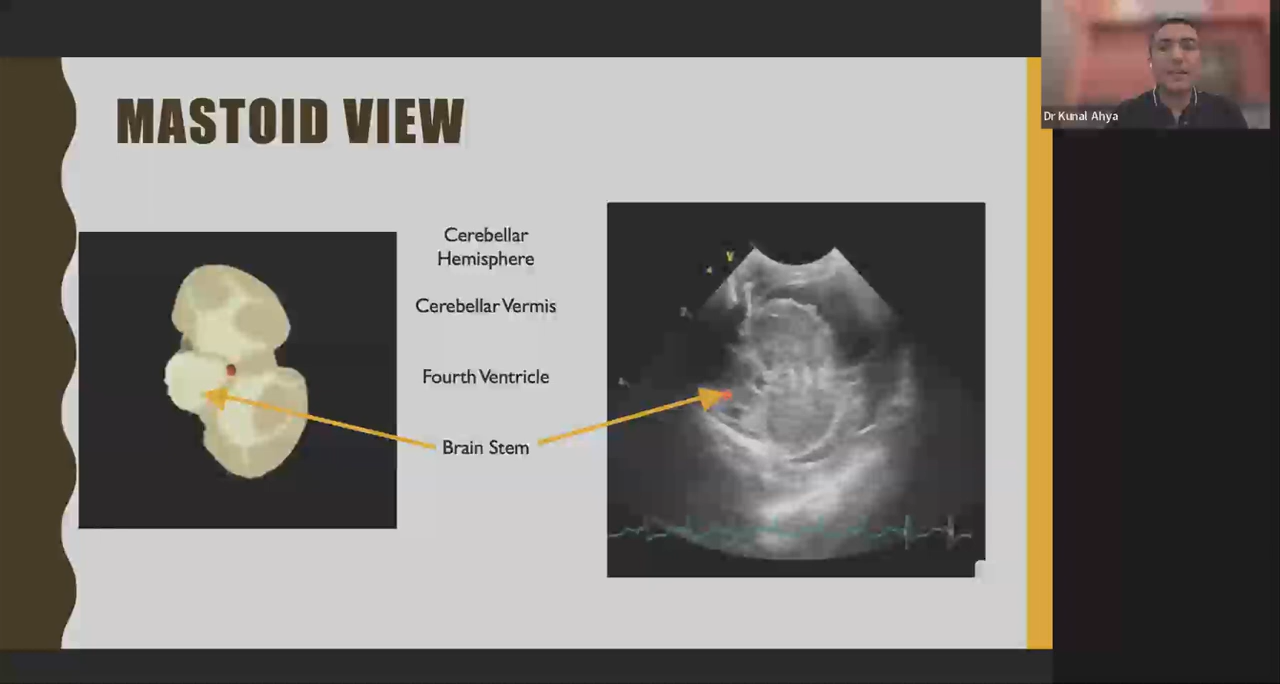 MASTOID VIEW
Dr Kunal Ahya
Cerebellar
Hemisphere
Cerebellar Vermis
Fourth Ventricle
Brain Stem
V